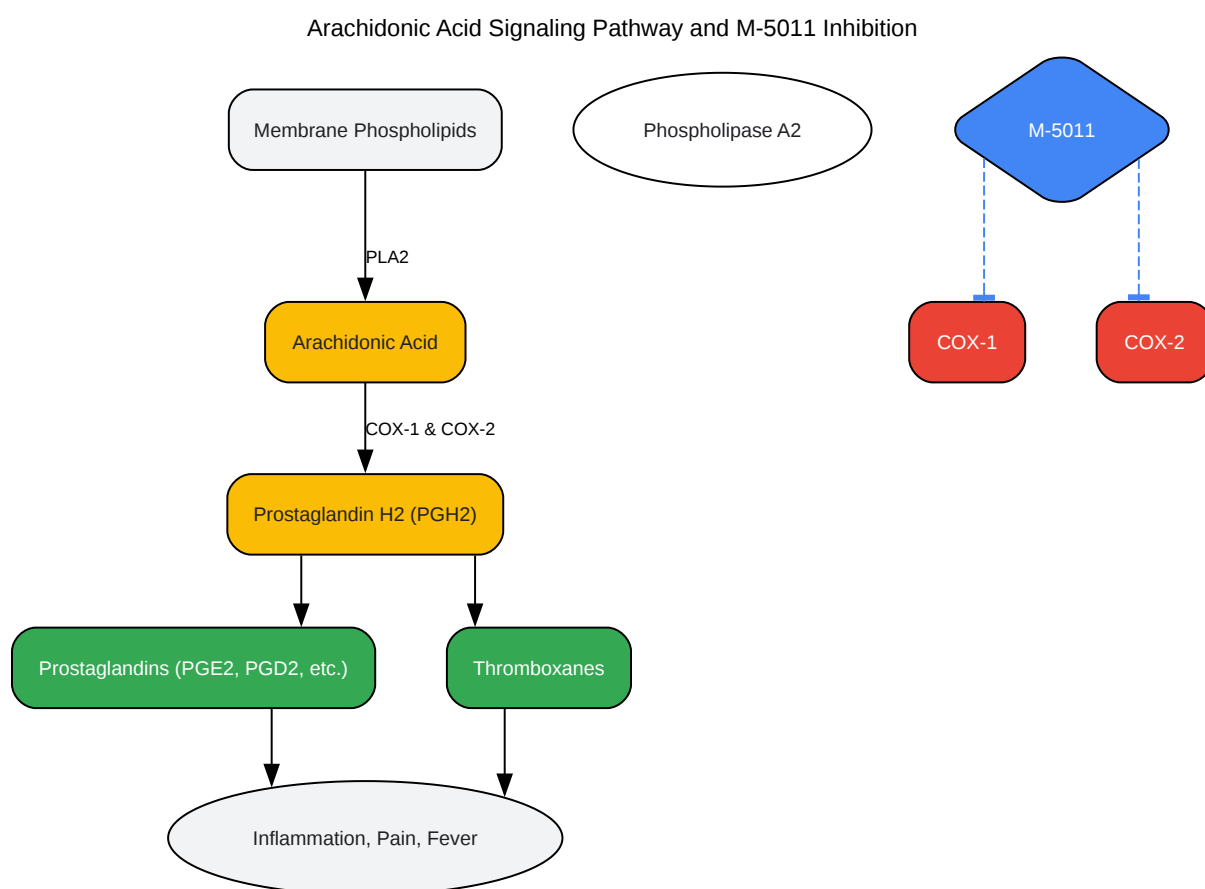 Arachidonic Acid Signaling Pathway and M-5011 Inhibition
Membrane Phospholipids
Phospholipase A2
M-5011
PLA2
Arachidonic Acid
COX-1
COX-2
COX-1 & COX-2
Prostaglandin H2 (PGH2)
Prostaglandins (PGE2, PGD2, etc.)
Thromboxanes
Inflammation, Pain, Fever